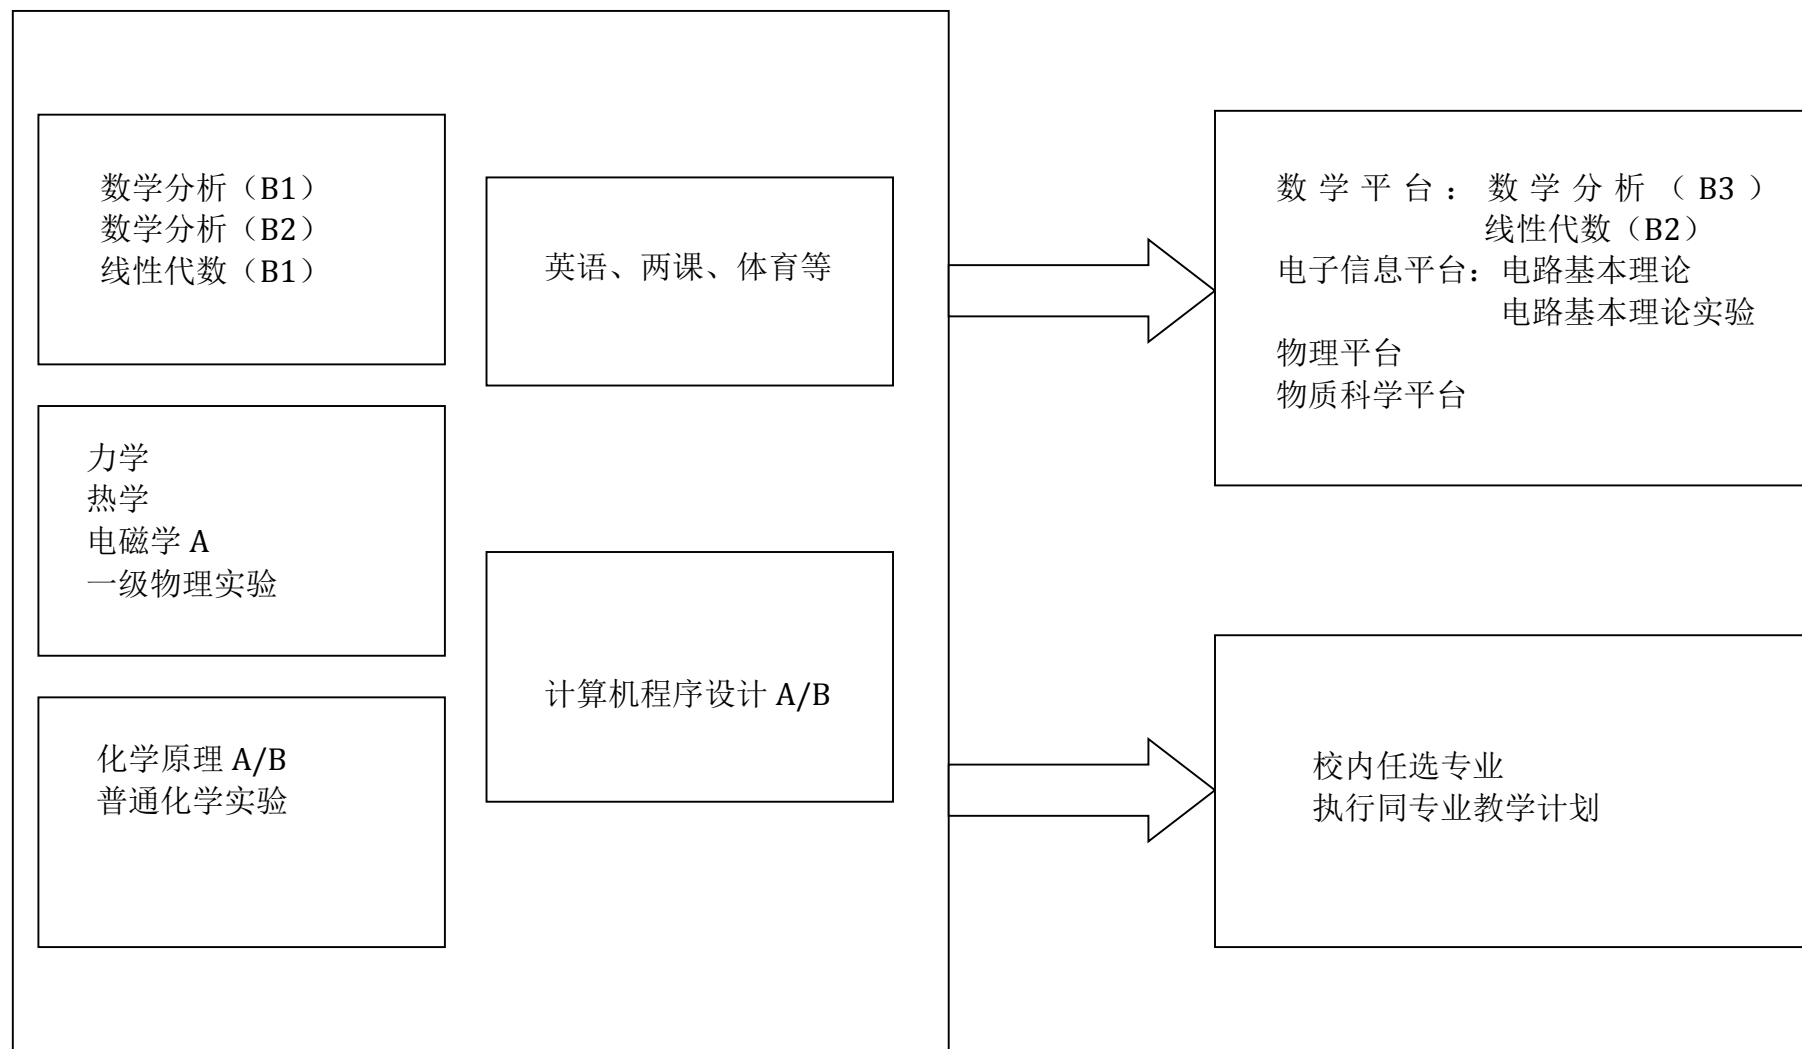 数学分析（B1）
数学分析（B2）
线性代数（B1）
英语、两课、体育等
力学
热学
电磁学 A
一级物理实验
计算机程序设计 A/B
化学原理 A/B
普通化学实验
数学平台：数学分析（B3）
线性代数（B2）
电子信息平台：电路基本理论
电路基本理论实验
物理平台
物质科学平台
校内任选专业
执行同专业教学计划